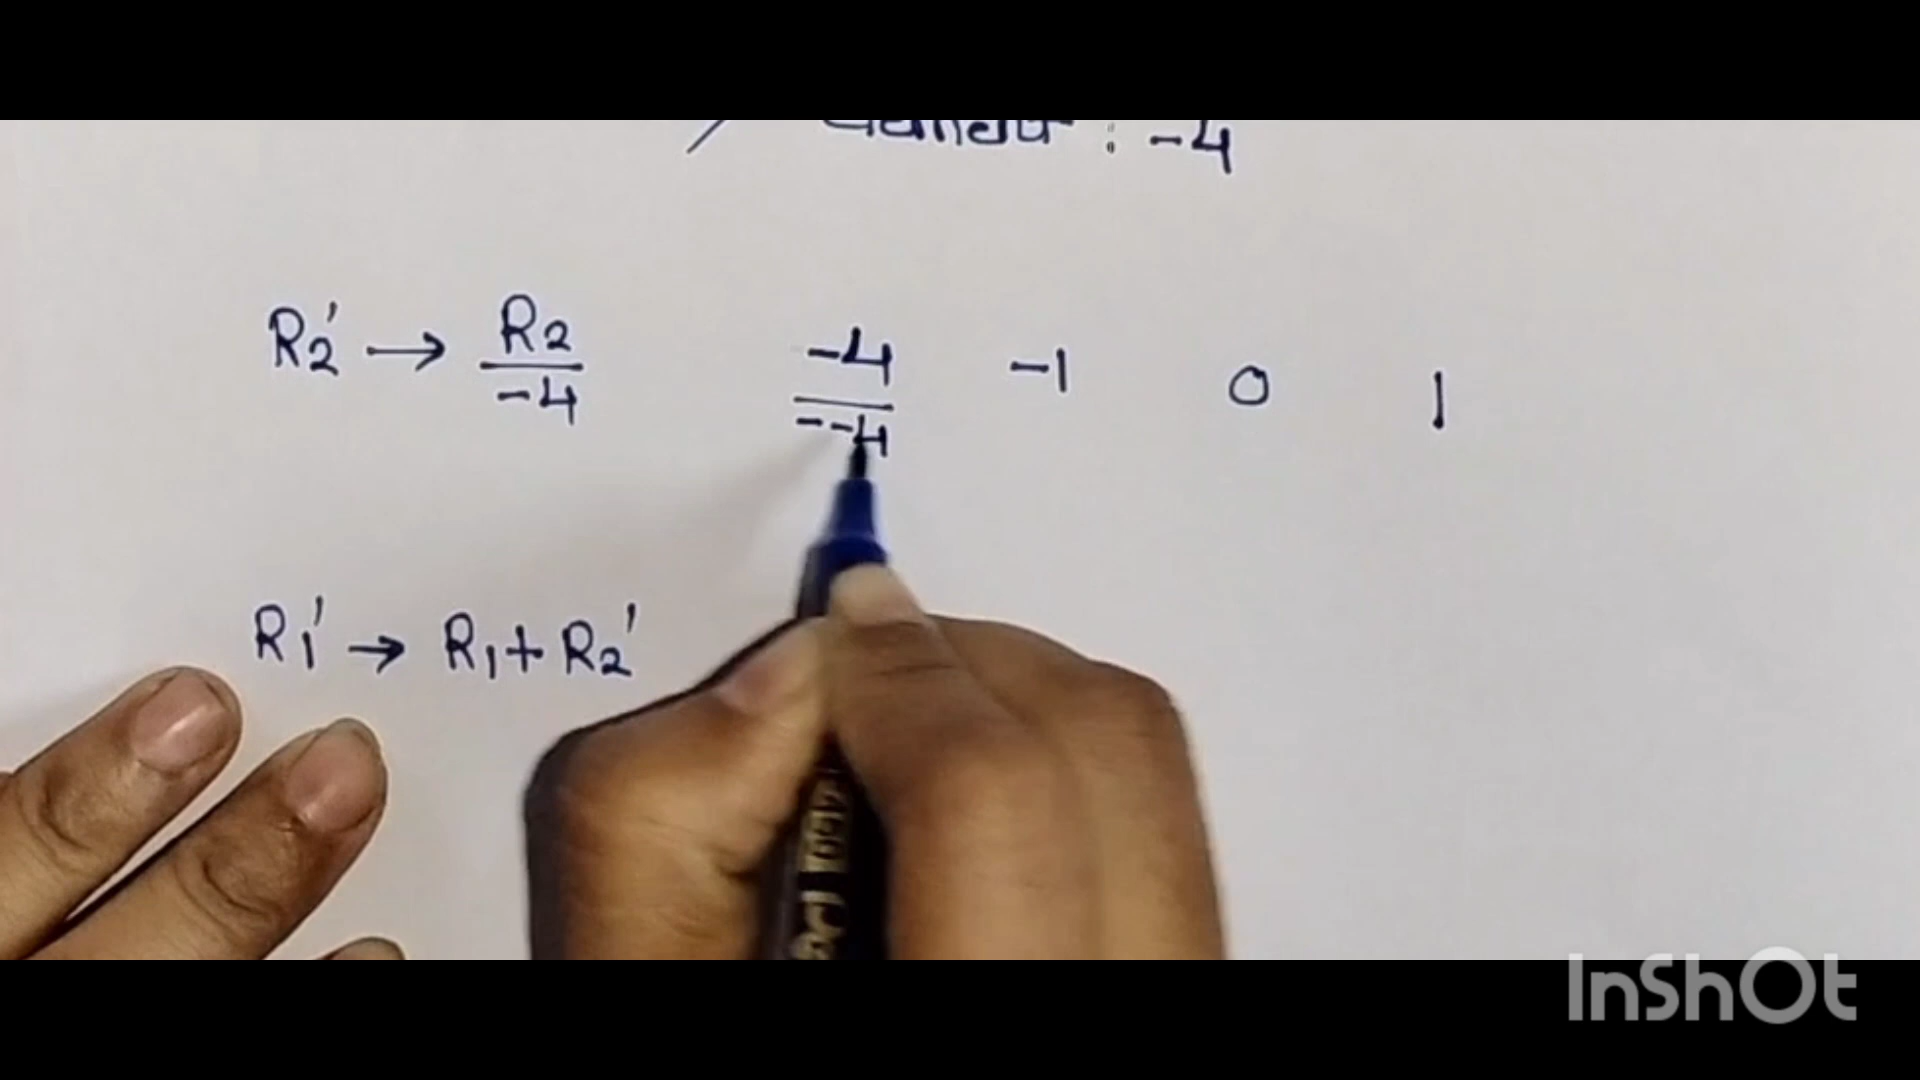 : -4
R2' → R2/-4 -4/--4 -1 0 1
R1' → R1 + R2'
InShOt